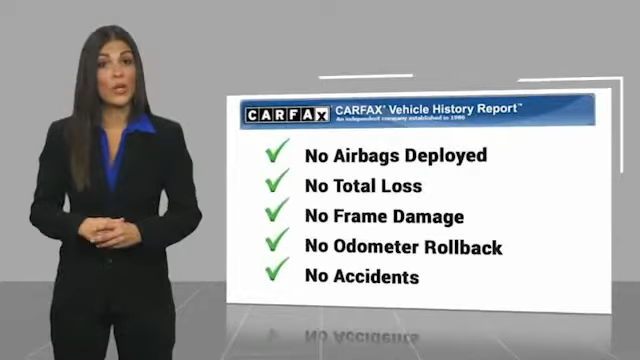 CARFAX CARFAX® Vehicle History Report™
An independent company established in 1986
No Airbags Deployed
No Total Loss
No Frame Damage
No Odometer Rollback
No Accidents